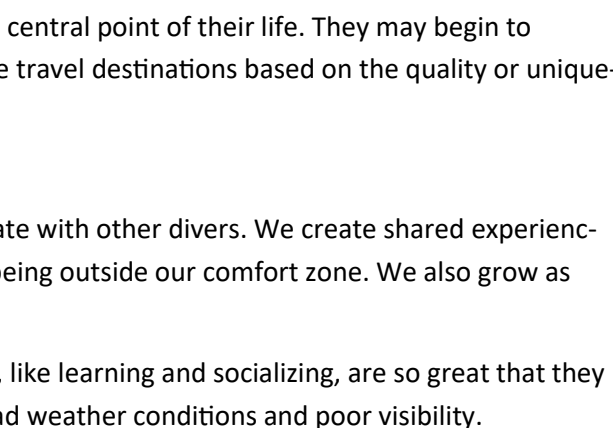 central point of their life. They may begin to
travel destinations based on the quality or unique-
with other divers. We create shared experienc-
being outside our comfort zone. We also grow as
like learning and socializing, are so great that they
weather conditions and poor visibility.